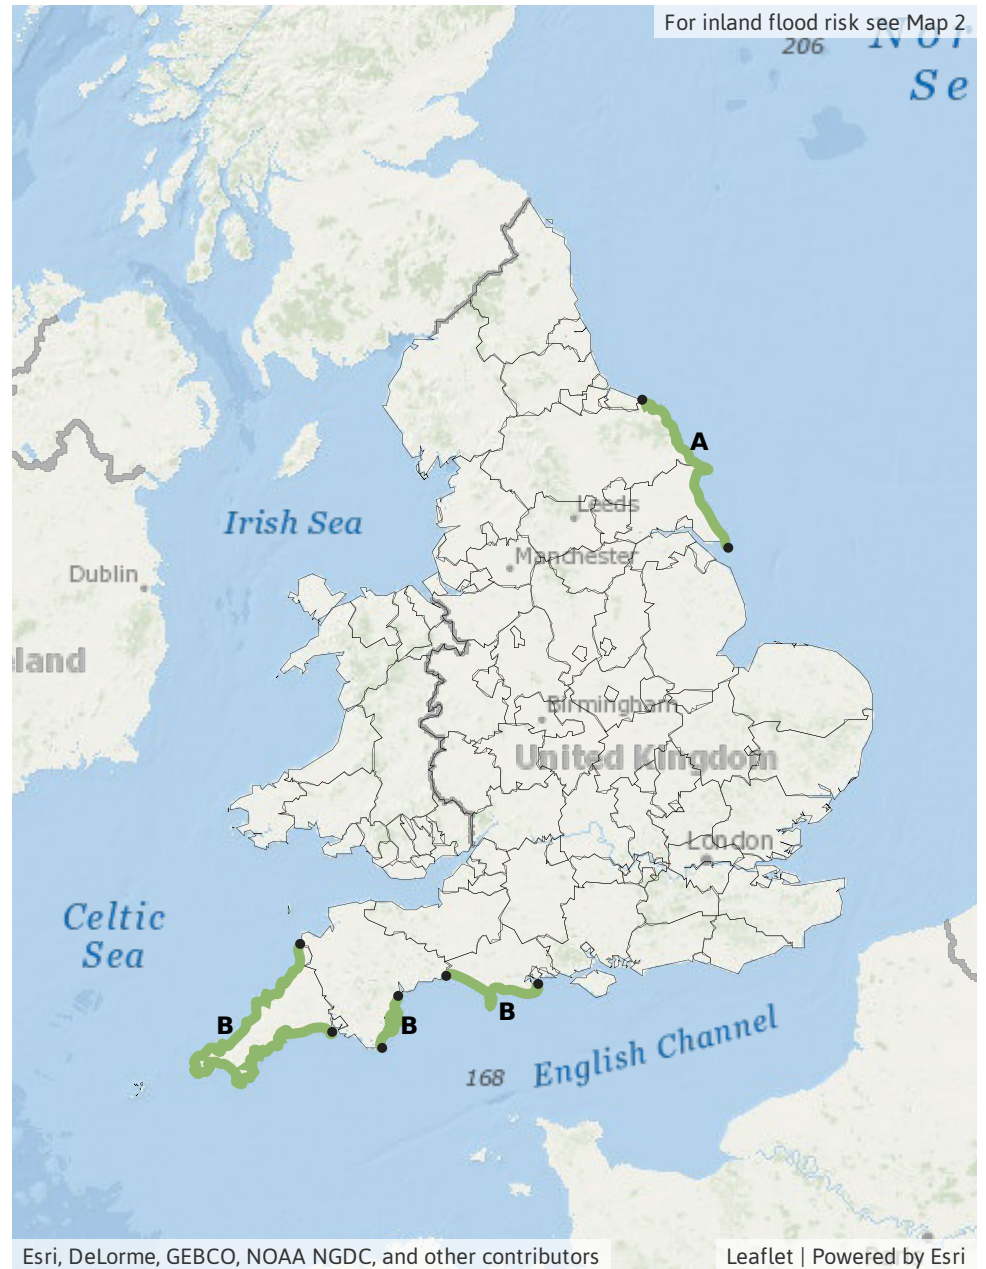 For inland flood risk see Map 2
206
Se
A
Leeds
Irish Sea
Manchester
Dublin
land
Birmingham
United Kingdom
London
Celtic
Sea
B
B
B
English Channel
168
Esri, DeLorme, GEBCO, NOAA NGDC, and other contributors
Leaflet | Powered by Esri